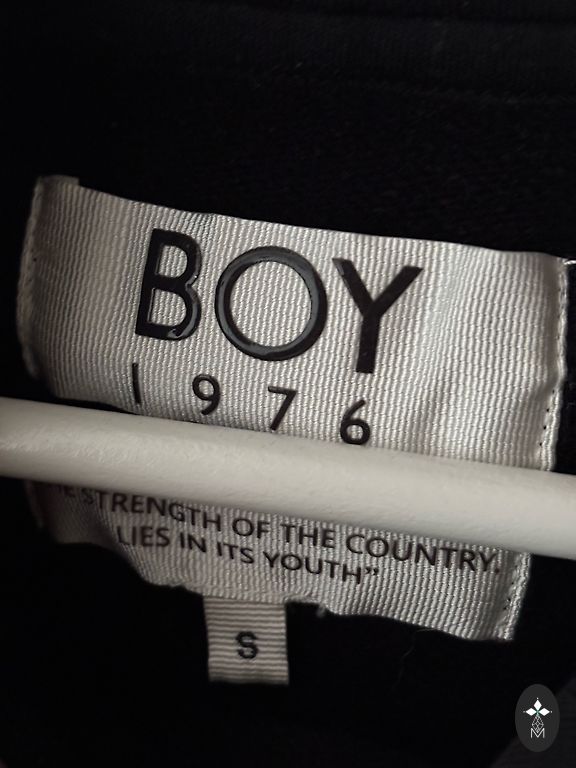 BOY
1976
STRENGTH OF THE COUNTRY.
LIES IN ITS YOUTH”
S
M